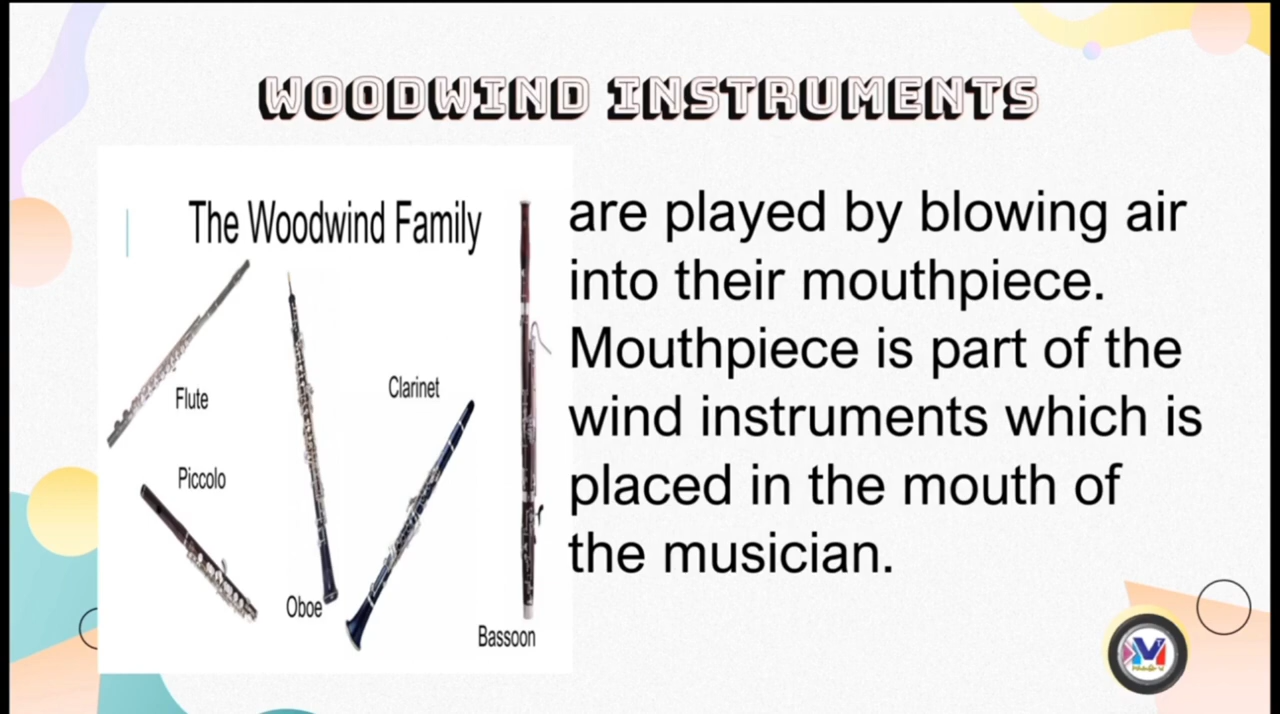 WOODWIND INSTRUMENTS
The Woodwind Family
Flute
Clarinet
Piccolo
Oboe
Bassoon
are played by blowing air
into their mouthpiece.
Mouthpiece is part of the
wind instruments which is
placed in the mouth of
the musician.